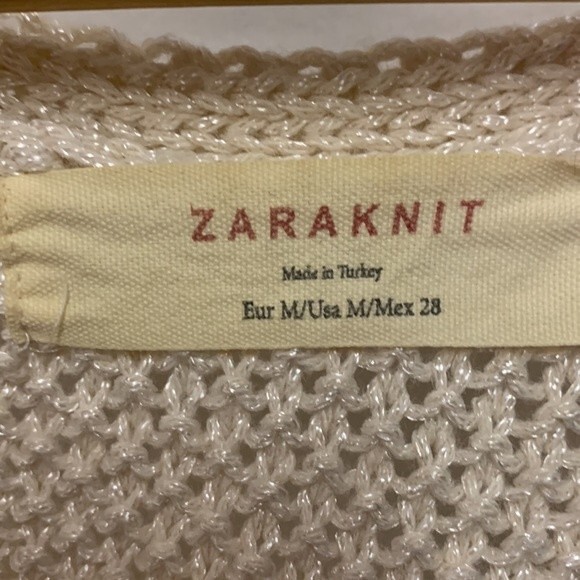 ZARAKNIT
Made in Turkey
Eur M/Usa M/Mex 28